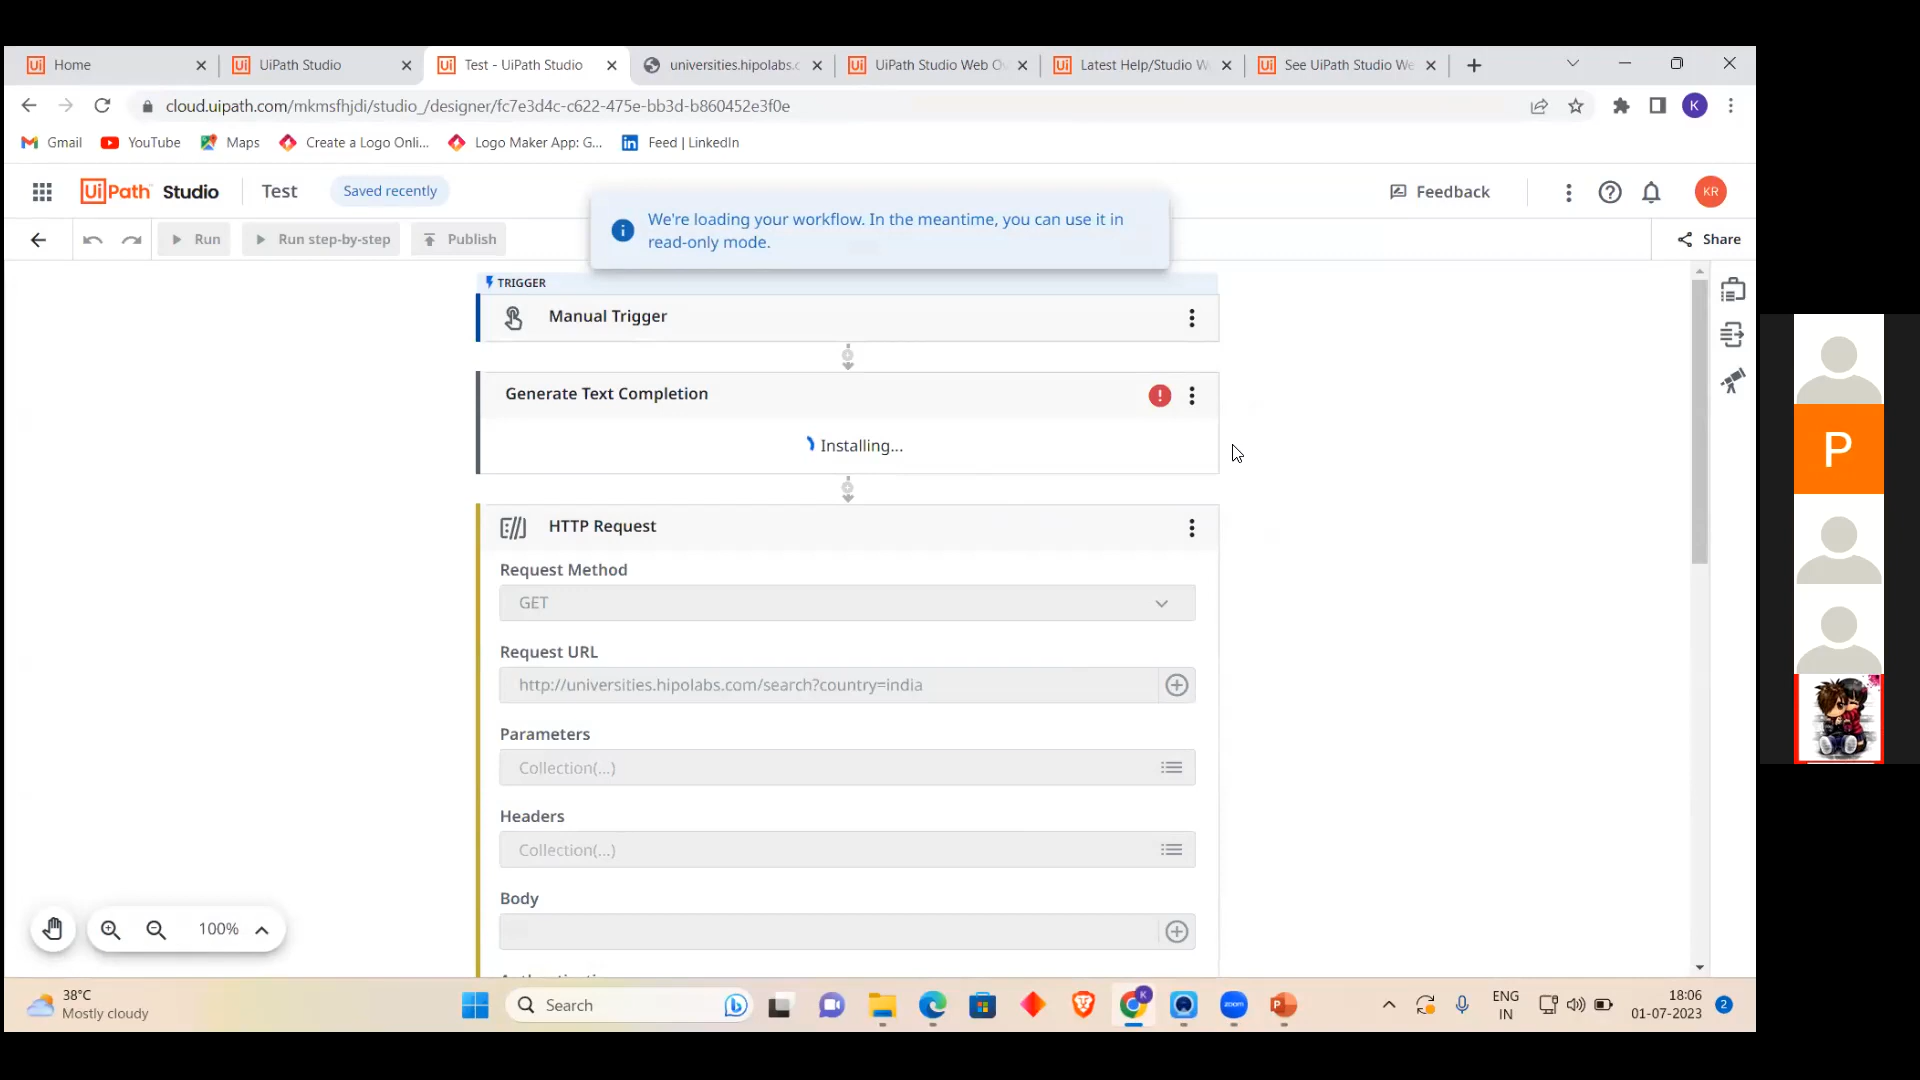 Home
UiPath Studio
Test - UiPath Studio
universities.hipolabs.c
UiPath Studio Web O
Latest Help/Studio W
See UiPath Studio We
cloud.uipath.com/mkmsfhjdi/studio_/designer/fc7e3d4c-c622-475e-bb3d-b860452e3f0e
K
Gmail
YouTube
Maps
Create a Logo Onli...
Logo Maker App: G...
Feed | LinkedIn
UiPath Studio
Test
Saved recently
We're loading your workflow. In the meantime, you can use it in
read-only mode.
Feedback
KR
Run
Run step-by-step
Publish
Share
TRIGGER
Manual Trigger
Generate Text Completion
Installing...
HTTP Request
Request Method
GET
Request URL
http://universities.hipolabs.com/search?country=india
Parameters
Collection(...)
Headers
Collection(...)
Body
100%
P
38°C
Mostly cloudy
Search
K
zoom
ENG
IN
18:06
01-07-2023
2